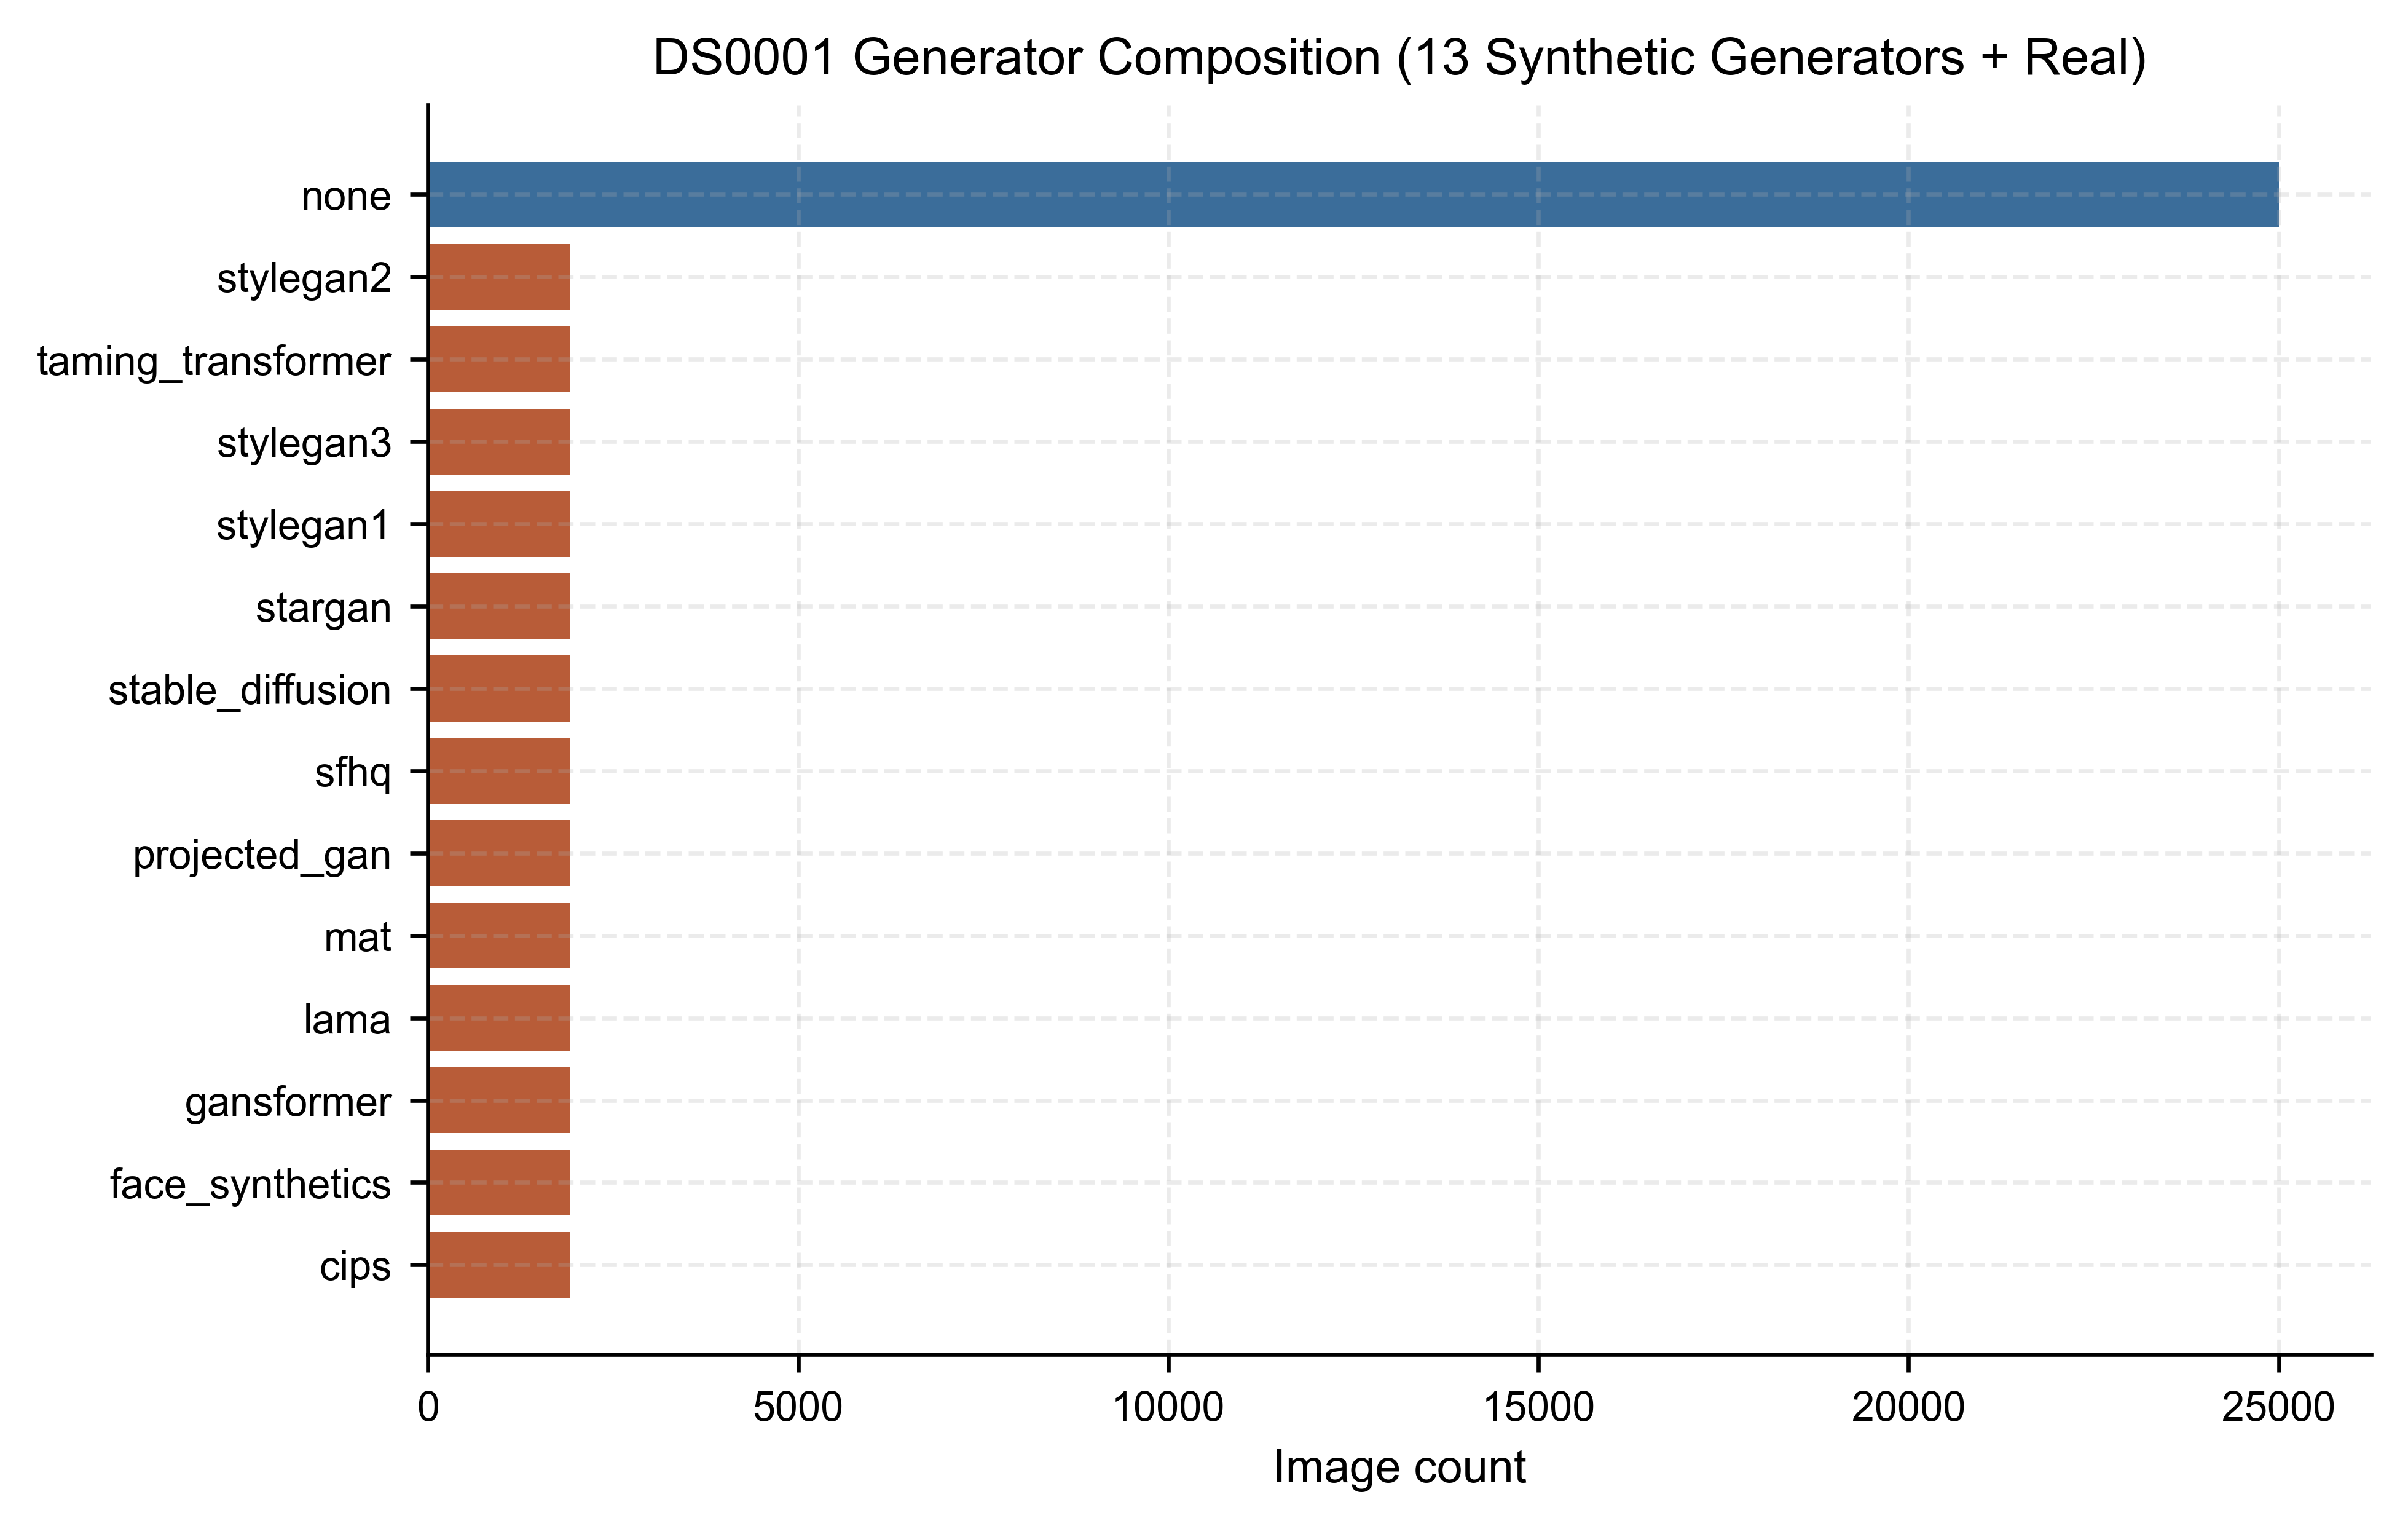 DS0001 Generator Composition (13 Synthetic Generators + Real)
none
stylegan2
taming_transformer
stylegan3
stylegan1
stargan
stable_diffusion
sfhq
projected_gan
mat
lama
gansformer
face_synthetics
cips
0 5000 10000 15000 20000 25000
Image count